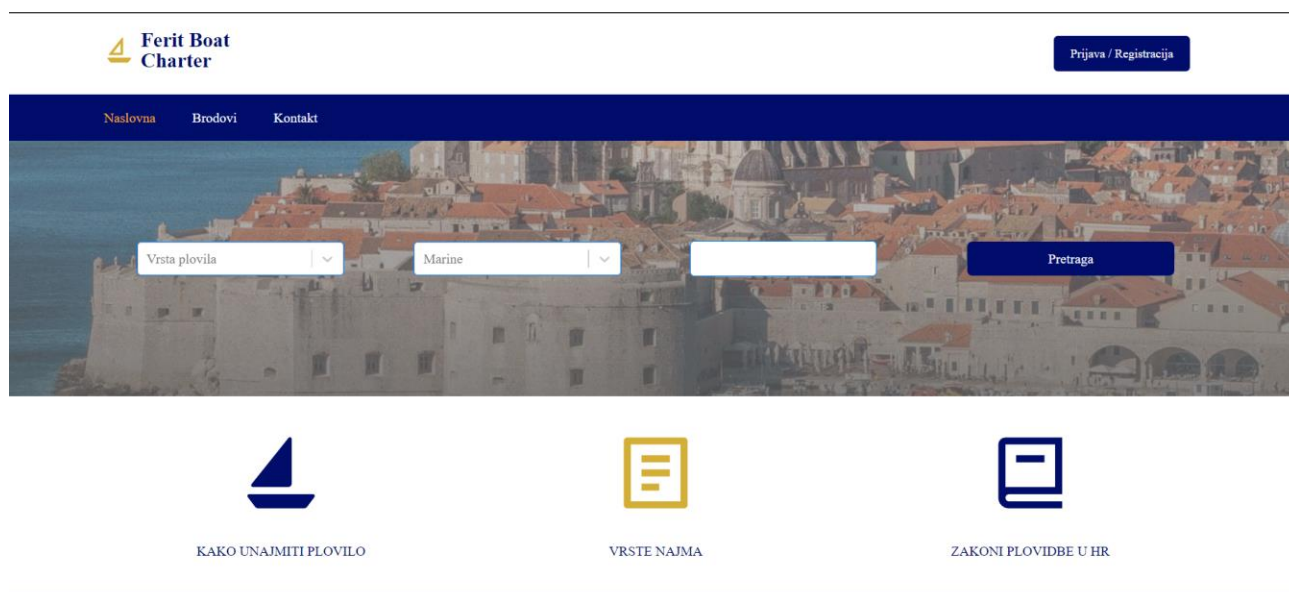 Ferit Boat
Charter
Prijava / Registracija
Naslovna Brodovi Kontakt
Vrsta plovila Marine Pretraga
KAKO UNAJMITI PLOVILO VRSTE NAJMA ZAKONI PLOVIDBE U HR